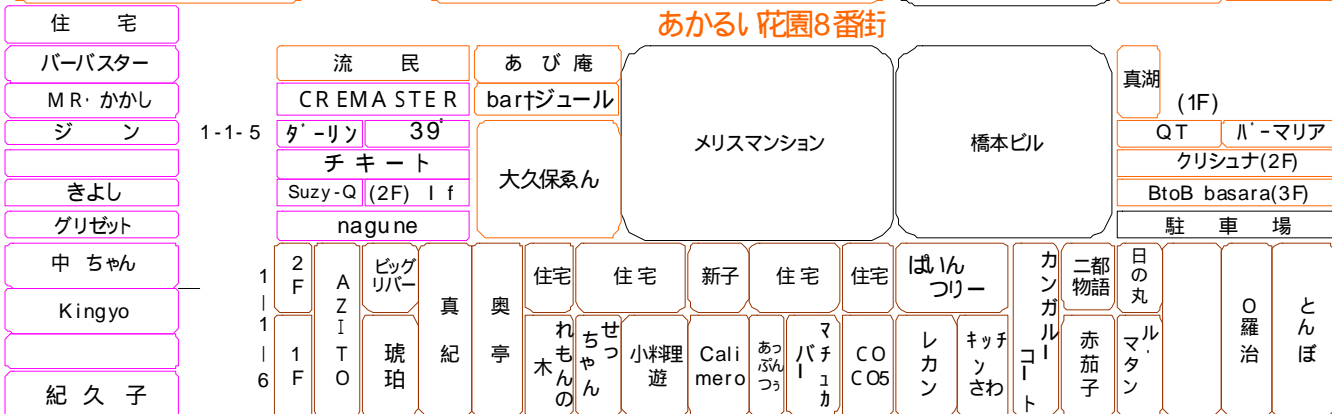 あかるい花園8番街
住 宅
バーバスター
MR・かかし
ジン
きよし
グリゼット
中 ちゃん
Kingyo
紀久子
1-1-5
流 民
CREMASTER
ダーリン
39
チキート
Suzy-Q
(2F) If
nagune
あ び 庵
bar†ジュール
大久保ゑん
メリスマンション
橋本ビル
真湖
(1F)
QT
バーマリア
クリシュナ(2F)
BtoB basara(3F)
駐 車 場
1-1-6
2F
1F
AZITO
ビッグ
リバー
琥珀
真紀
奥亭
住宅
れもんの
木
住 宅
せっ
ちゃん
小料理
遊
新子
Cali
mero
住 宅
あっ
ぷん
つぅ
マチュカ
バー
住宅
CO
CO5
ぱいん
つりー
レカン
キッチン
さわ
カンガルー
コート
二都
物語
赤茄子
日の丸
ル・
マタン
O羅治
とんぼ